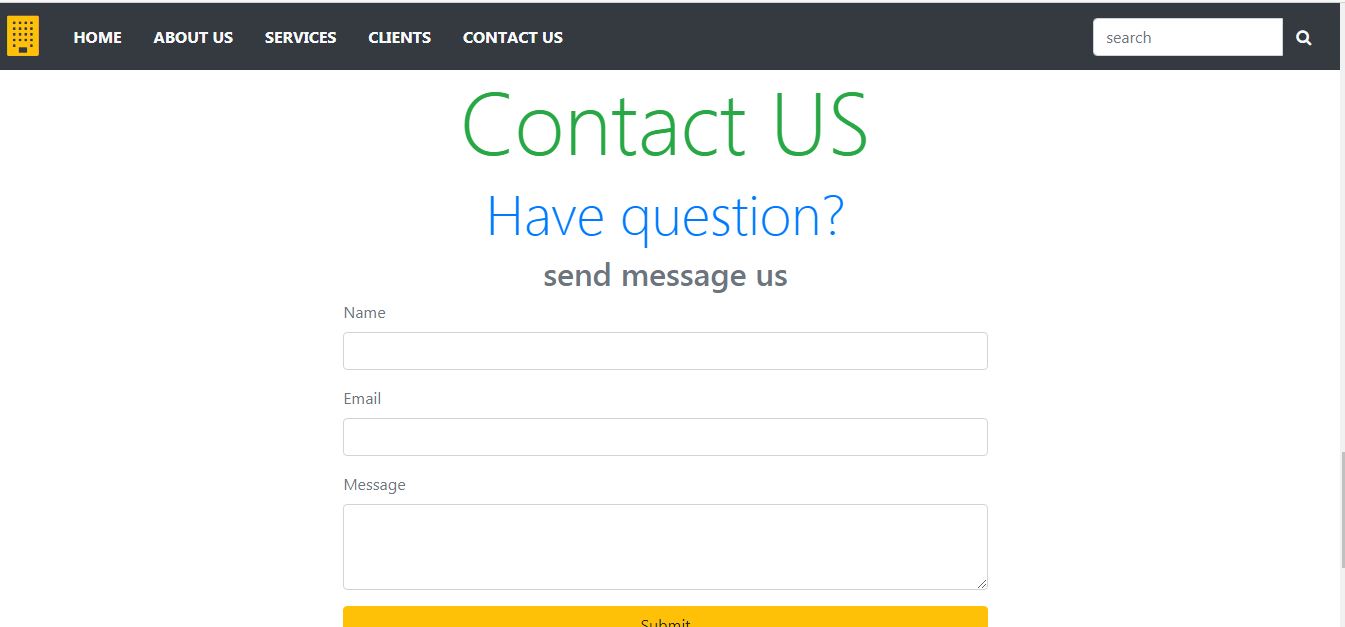 HOME ABOUT US SERVICES CLIENTS CONTACT US search
Contact US
Have question?
send message us
Name
Email
Message
Submit